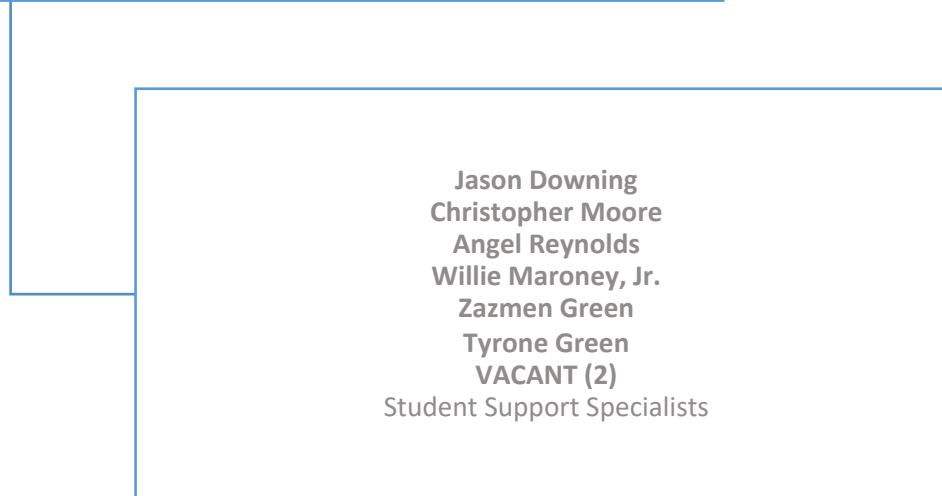 Jason Downing
Christopher Moore
Angel Reynolds
Willie Maroney, Jr.
Zazmen Green
Tyrone Green
VACANT (2)
Student Support Specialists